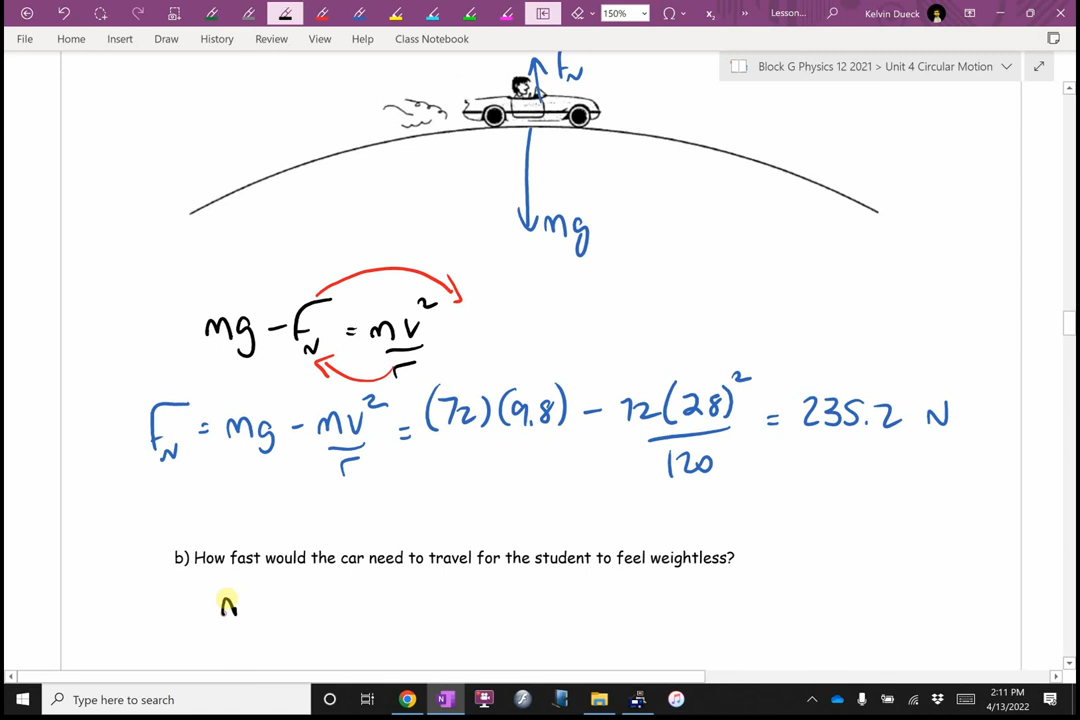 150%
Lesson...
Kelvin Dueck
File Home Insert Draw History Review View Help Class Notebook
Block G Physics 12 2021 > Unit 4 Circular Motion
F_N
mg
mg - F_N = mv²/r
F_N = mg - mv²/r = (72)(9.8) - 72(28)²/120 = 235.2 N
b) How fast would the car need to travel for the student to feel weightless?
Type here to search
2:11 PM
4/13/2022